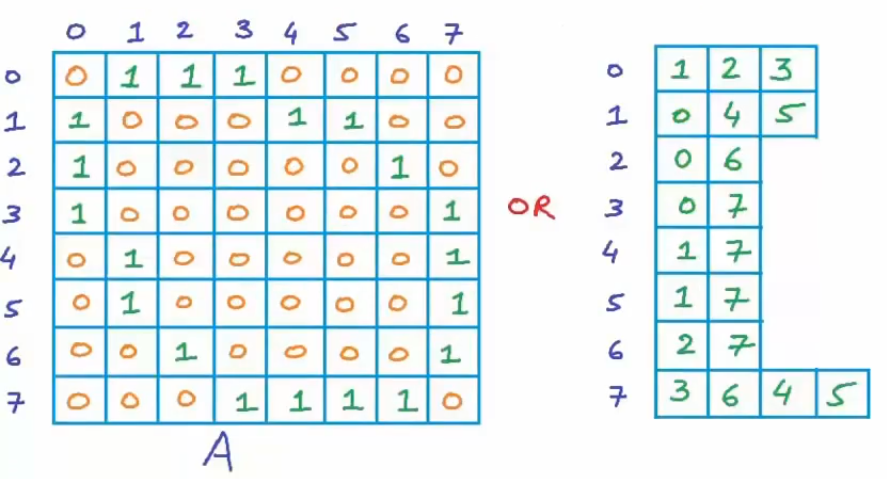 0 1 2 3 4 5 6 7
0 0 1 1 1 0 0 0 0
1 1 0 0 0 1 1 0 0
2 1 0 0 0 0 0 1 0
3 1 0 0 0 0 0 0 1
4 0 1 0 0 0 0 0 1
5 0 1 0 0 0 0 0 1
6 0 0 1 0 0 0 0 1
7 0 0 0 1 1 1 1 0
A
OR
0 1 2 3
1 0 4 5
2 0 6
3 0 7
4 1 7
5 1 7
6 2 7
7 3 6 4 5